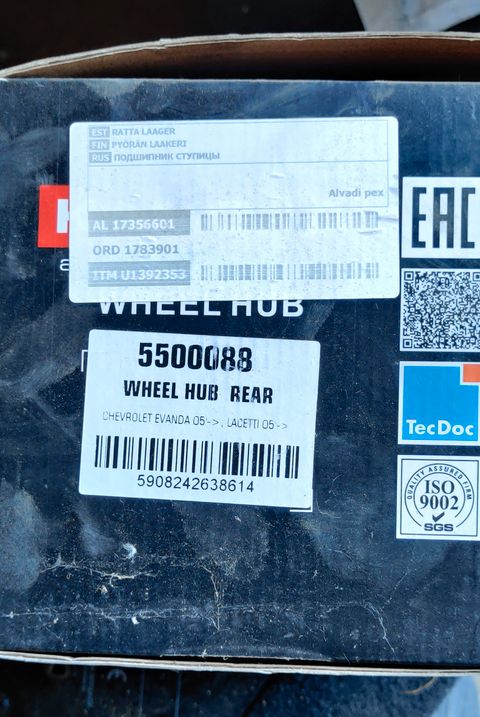 EST RATTA LAAGER
FIN PYÖRÄN LAAKERI
RUS ПОДШИПНИК СТУПИЦЫ
Alvadi pex
AL 17356601
ORD 1783901
ITM U1392353
EAC
WHEEL HUB
5500088
WHEEL HUB REAR
CHEVROLET EVANDA 05'-> ; LACETTI 05'->
5908242638614
TecDoc
QUALITY ASSURED FIRM
ISO
9002
SGS